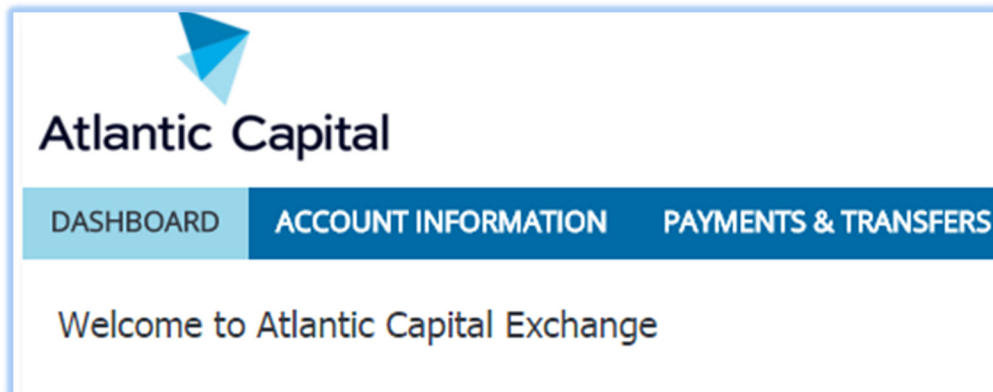 Atlantic Capital
DASHBOARD ACCOUNT INFORMATION PAYMENTS & TRANSFERS
Welcome to Atlantic Capital Exchange